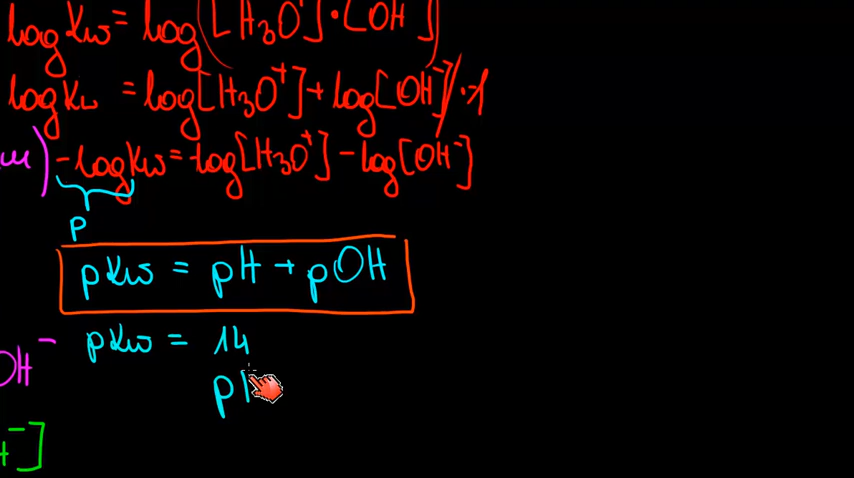 log Kw = log ([H₃O⁺]·[OH⁻])
log Kw = log[H₃O⁺] + log[OH⁻] /·-1
-log Kw = -log[H₃O⁺] - log[OH⁻]
p
pKw = pH + pOH
pKw = 14
OH⁻
p
]